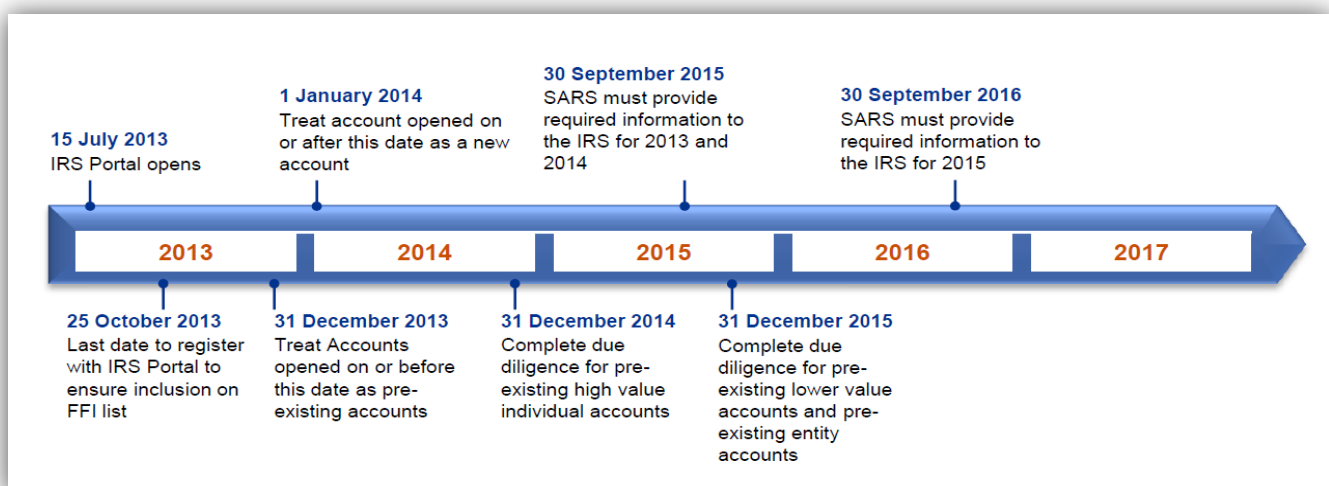 15 July 2013
IRS Portal opens
1 January 2014
Treat account opened on
or after this date as a new
account
30 September 2015
SARS must provide
required information to
the IRS for 2013 and
2014
30 September 2016
SARS must provide
required information to
the IRS for 2015
2013
2014
2015
2016
2017
25 October 2013
Last date to register
with IRS Portal to
ensure inclusion on
FFI list
31 December 2013
Treat Accounts
opened on or before
this date as pre-
existing accounts
31 December 2014
Complete due
diligence for pre-
existing high value
individual accounts
31 December 2015
Complete due
diligence for pre-
existing lower value
accounts and pre-
existing entity
accounts